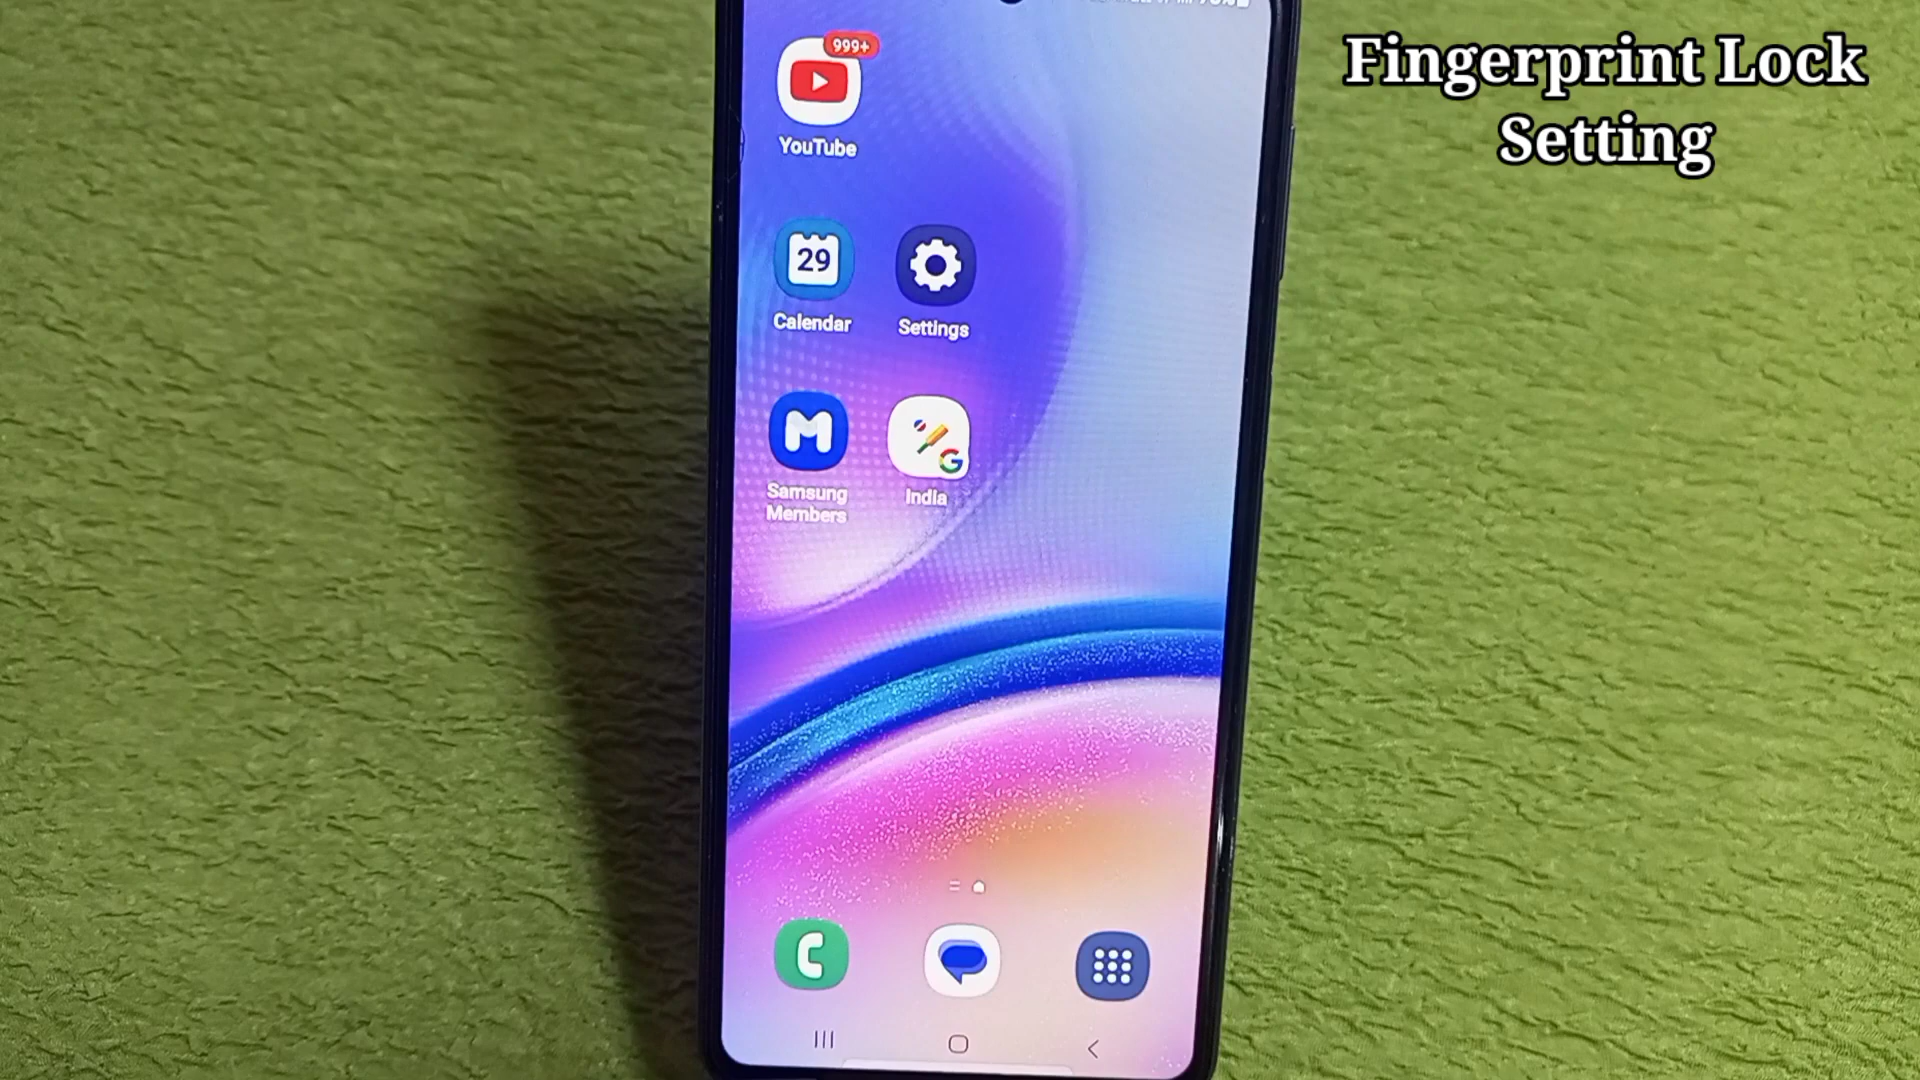 Fingerprint Lock
Setting
999+
YouTube
29
Calendar
Settings
M
G
Samsung
Members
India